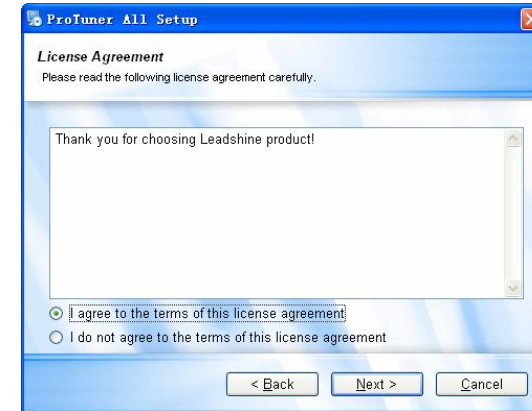 ProTuner All Setup
License Agreement
Please read the following license agreement carefully.
Thank you for choosing Leadshine product!
I agree to the terms of this license agreement
I do not agree to the terms of this license agreement
< Back Next > Cancel